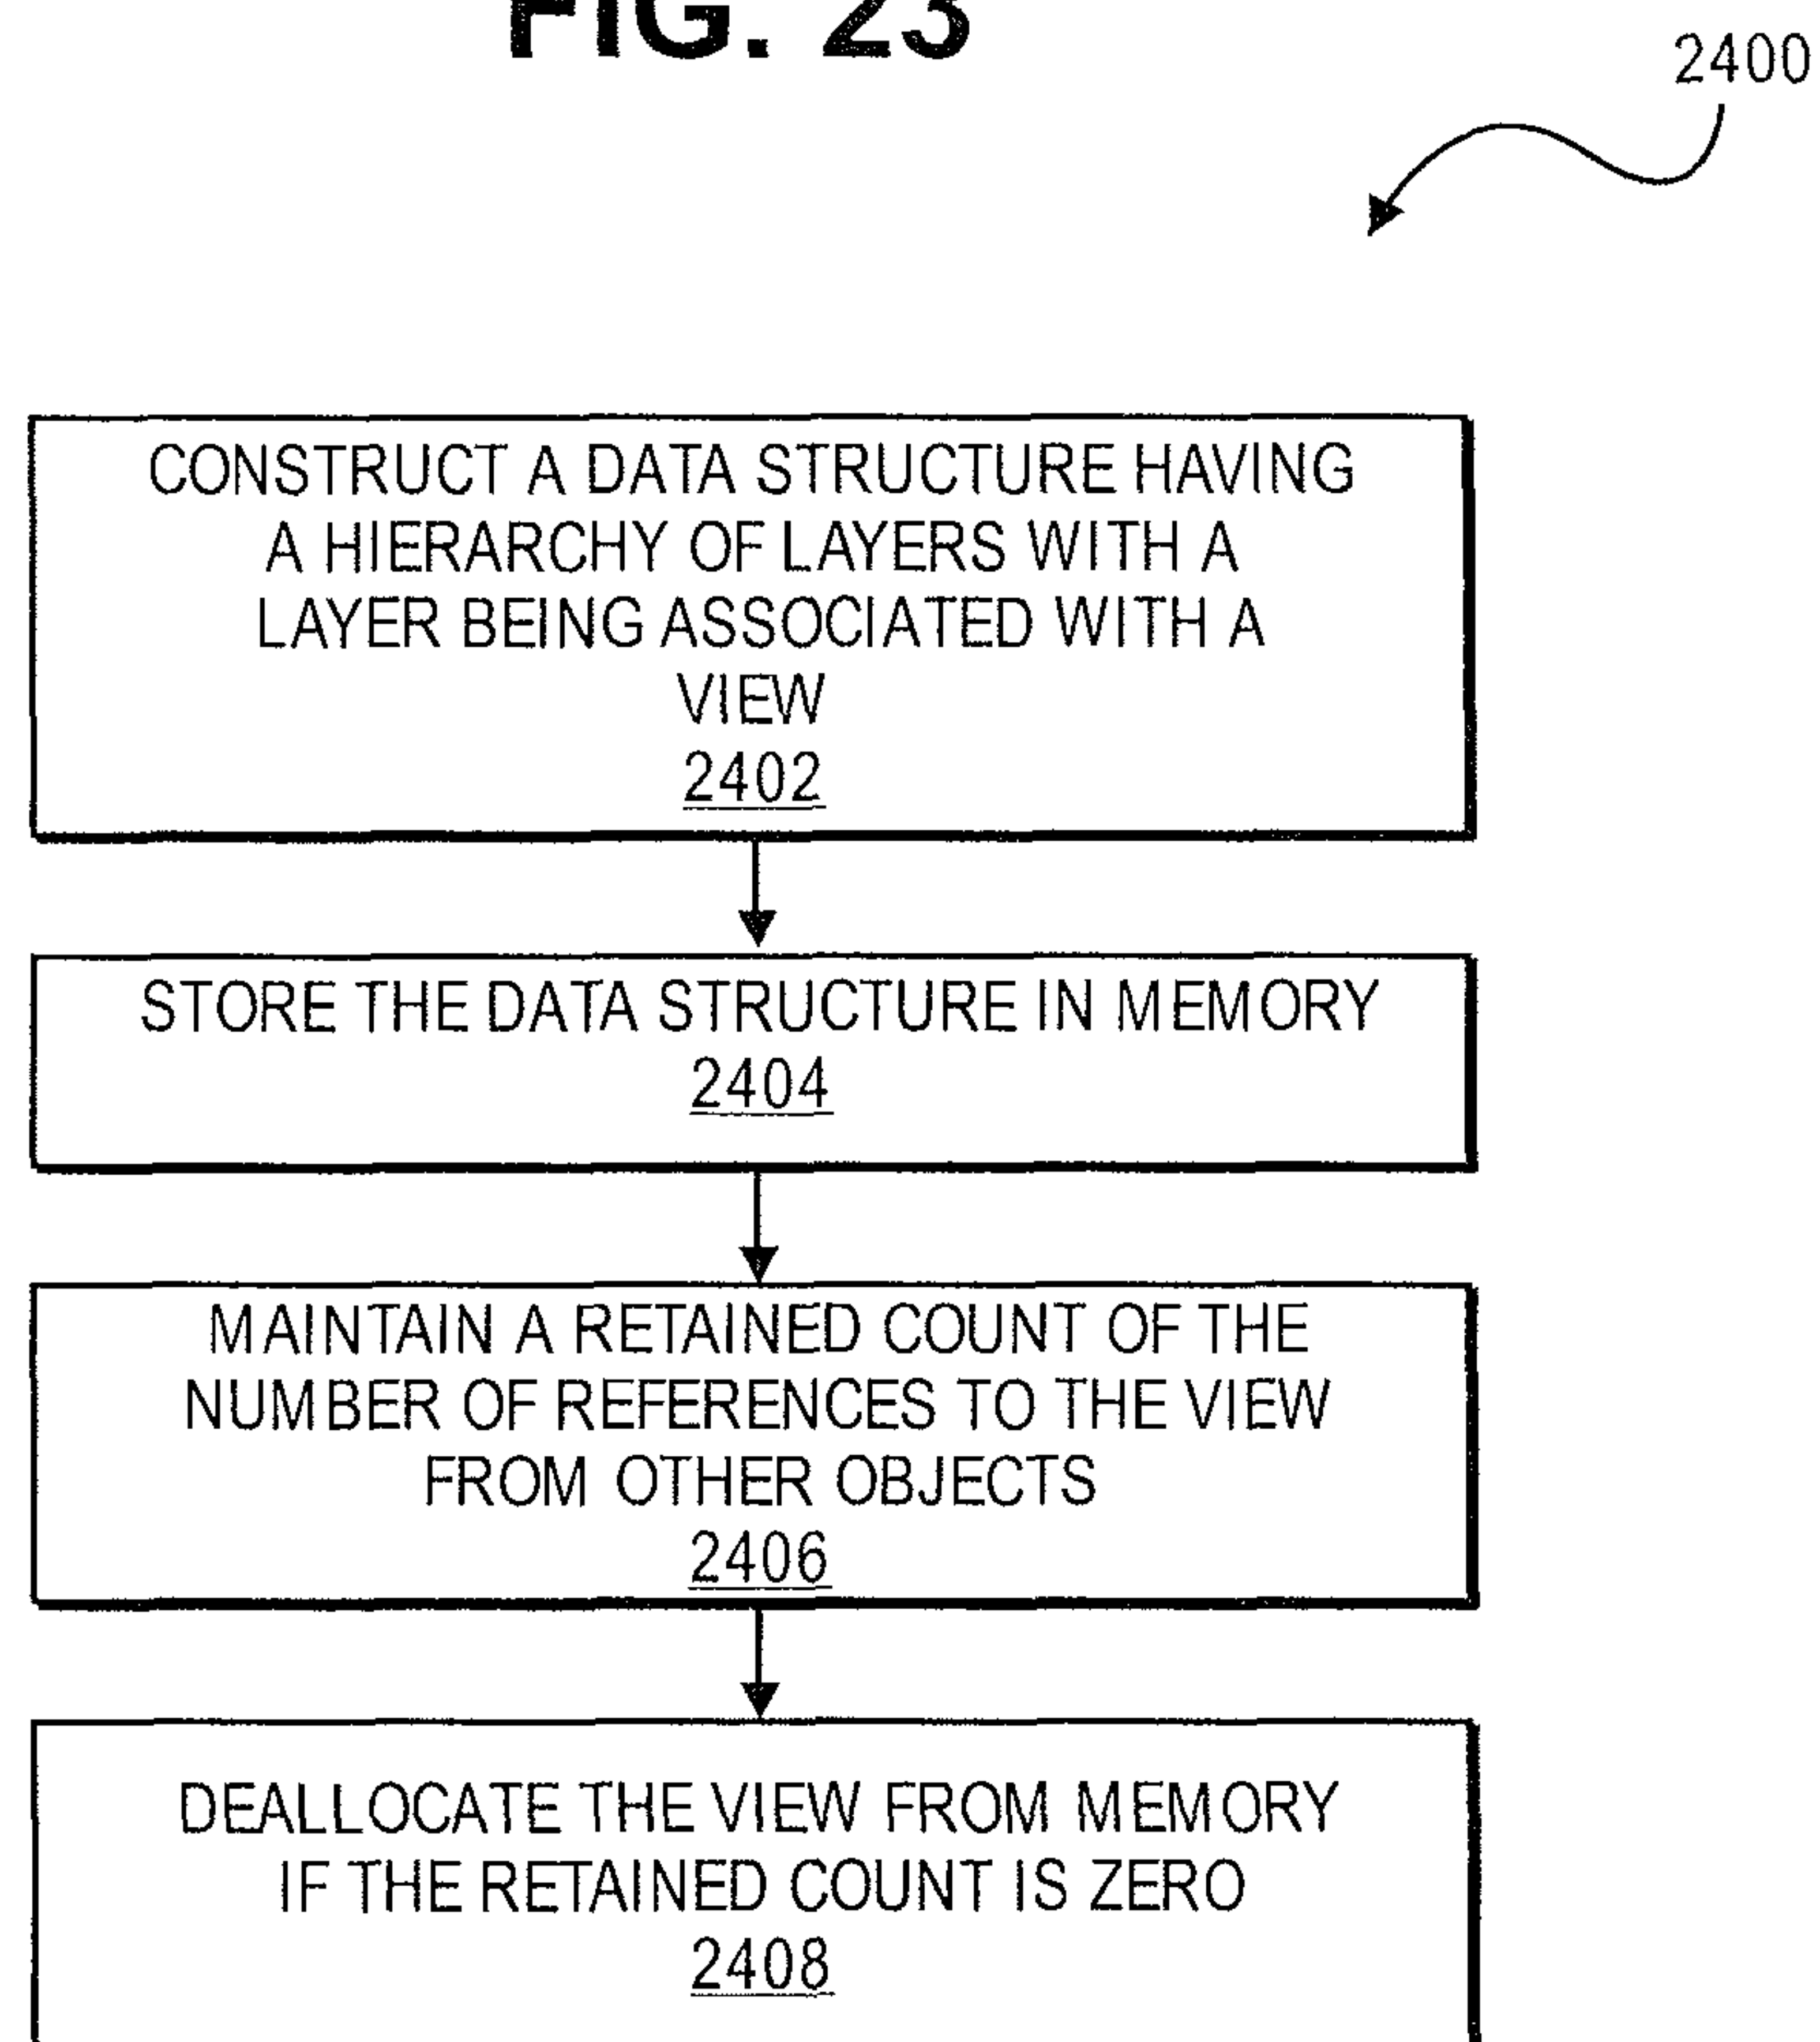 FIG. 23
2400
CONSTRUCT A DATA STRUCTURE HAVING
A HIERARCHY OF LAYERS WITH A
LAYER BEING ASSOCIATED WITH A
VIEW
2402
STORE THE DATA STRUCTURE IN MEMORY
2404
MAINTAIN A RETAINED COUNT OF THE
NUMBER OF REFERENCES TO THE VIEW
FROM OTHER OBJECTS
2406
DEALLOCATE THE VIEW FROM MEMORY
IF THE RETAINED COUNT IS ZERO
2408